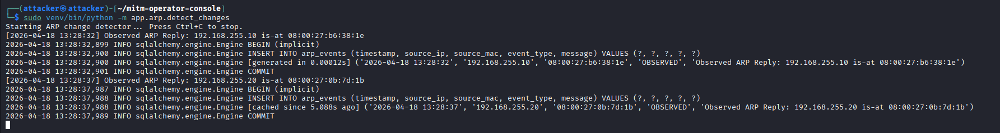 ┌──(attacker㉿attacker)-[~/mitm-operator-console]
└─$ sudo venv/bin/python -m app.arp.detect_changes
Starting ARP change detector... Press Ctrl+C to stop.
[2026-04-18 13:28:32] Observed ARP Reply: 192.168.255.10 is-at 08:00:27:b6:38:1e
2026-04-18 13:28:32,899 INFO sqlalchemy.engine.Engine BEGIN (implicit)
2026-04-18 13:28:32,900 INFO sqlalchemy.engine.Engine INSERT INTO arp_events (timestamp, source_ip, source_mac, event_type, message) VALUES (?, ?, ?, ?, ?)
2026-04-18 13:28:32,900 INFO sqlalchemy.engine.Engine [generated in 0.00012s] ('2026-04-18 13:28:32', '192.168.255.10', '08:00:27:b6:38:1e', 'OBSERVED', 'Observed ARP Reply: 192.168.255.10 is-at 08:00:27:b6:38:1e')
2026-04-18 13:28:32,901 INFO sqlalchemy.engine.Engine COMMIT
[2026-04-18 13:28:37] Observed ARP Reply: 192.168.255.20 is-at 08:00:27:0b:7d:1b
2026-04-18 13:28:37,987 INFO sqlalchemy.engine.Engine BEGIN (implicit)
2026-04-18 13:28:37,988 INFO sqlalchemy.engine.Engine INSERT INTO arp_events (timestamp, source_ip, source_mac, event_type, message) VALUES (?, ?, ?, ?, ?)
2026-04-18 13:28:37,988 INFO sqlalchemy.engine.Engine [cached since 5.088s ago] ('2026-04-18 13:28:37', '192.168.255.20', '08:00:27:0b:7d:1b', 'OBSERVED', 'Observed ARP Reply: 192.168.255.20 is-at 08:00:27:0b:7d:1b')
2026-04-18 13:28:37,989 INFO sqlalchemy.engine.Engine COMMIT